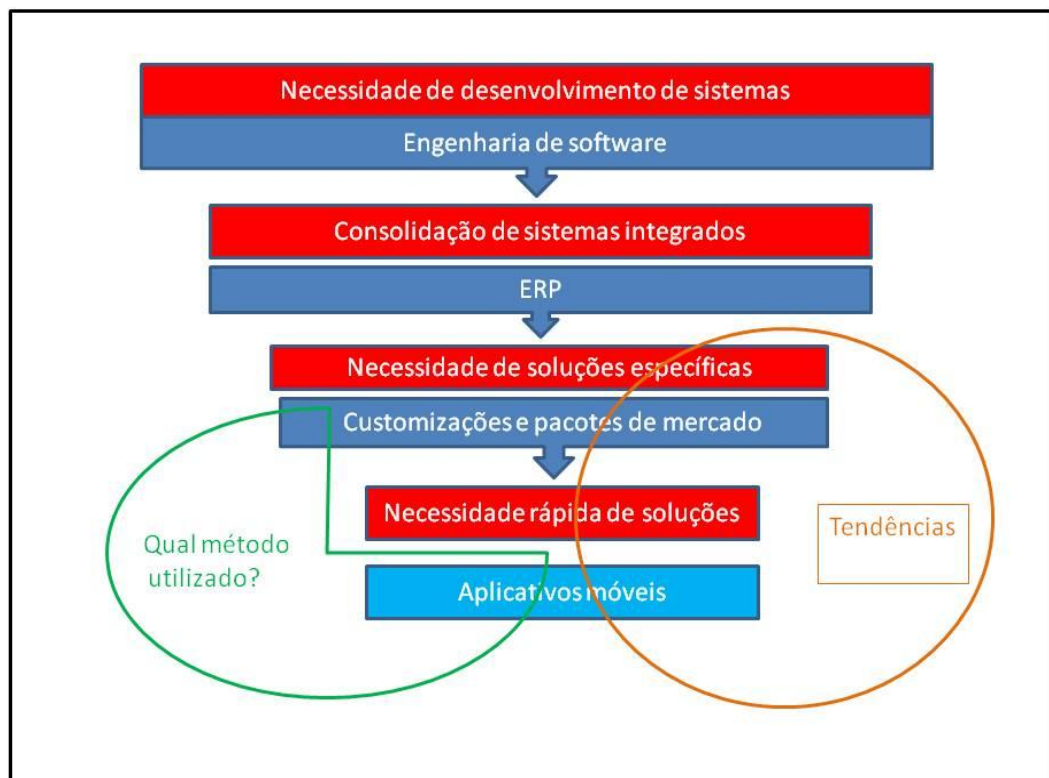 Necessidade de desenvolvimento de sistemas
Engenharia de software
Consolidação de sistemas integrados
ERP
Necessidade de soluções específicas
Customizações e pacotes de mercado
Necessidade rápida de soluções
Tendências
Qual método
utilizado?
Aplicativos móveis